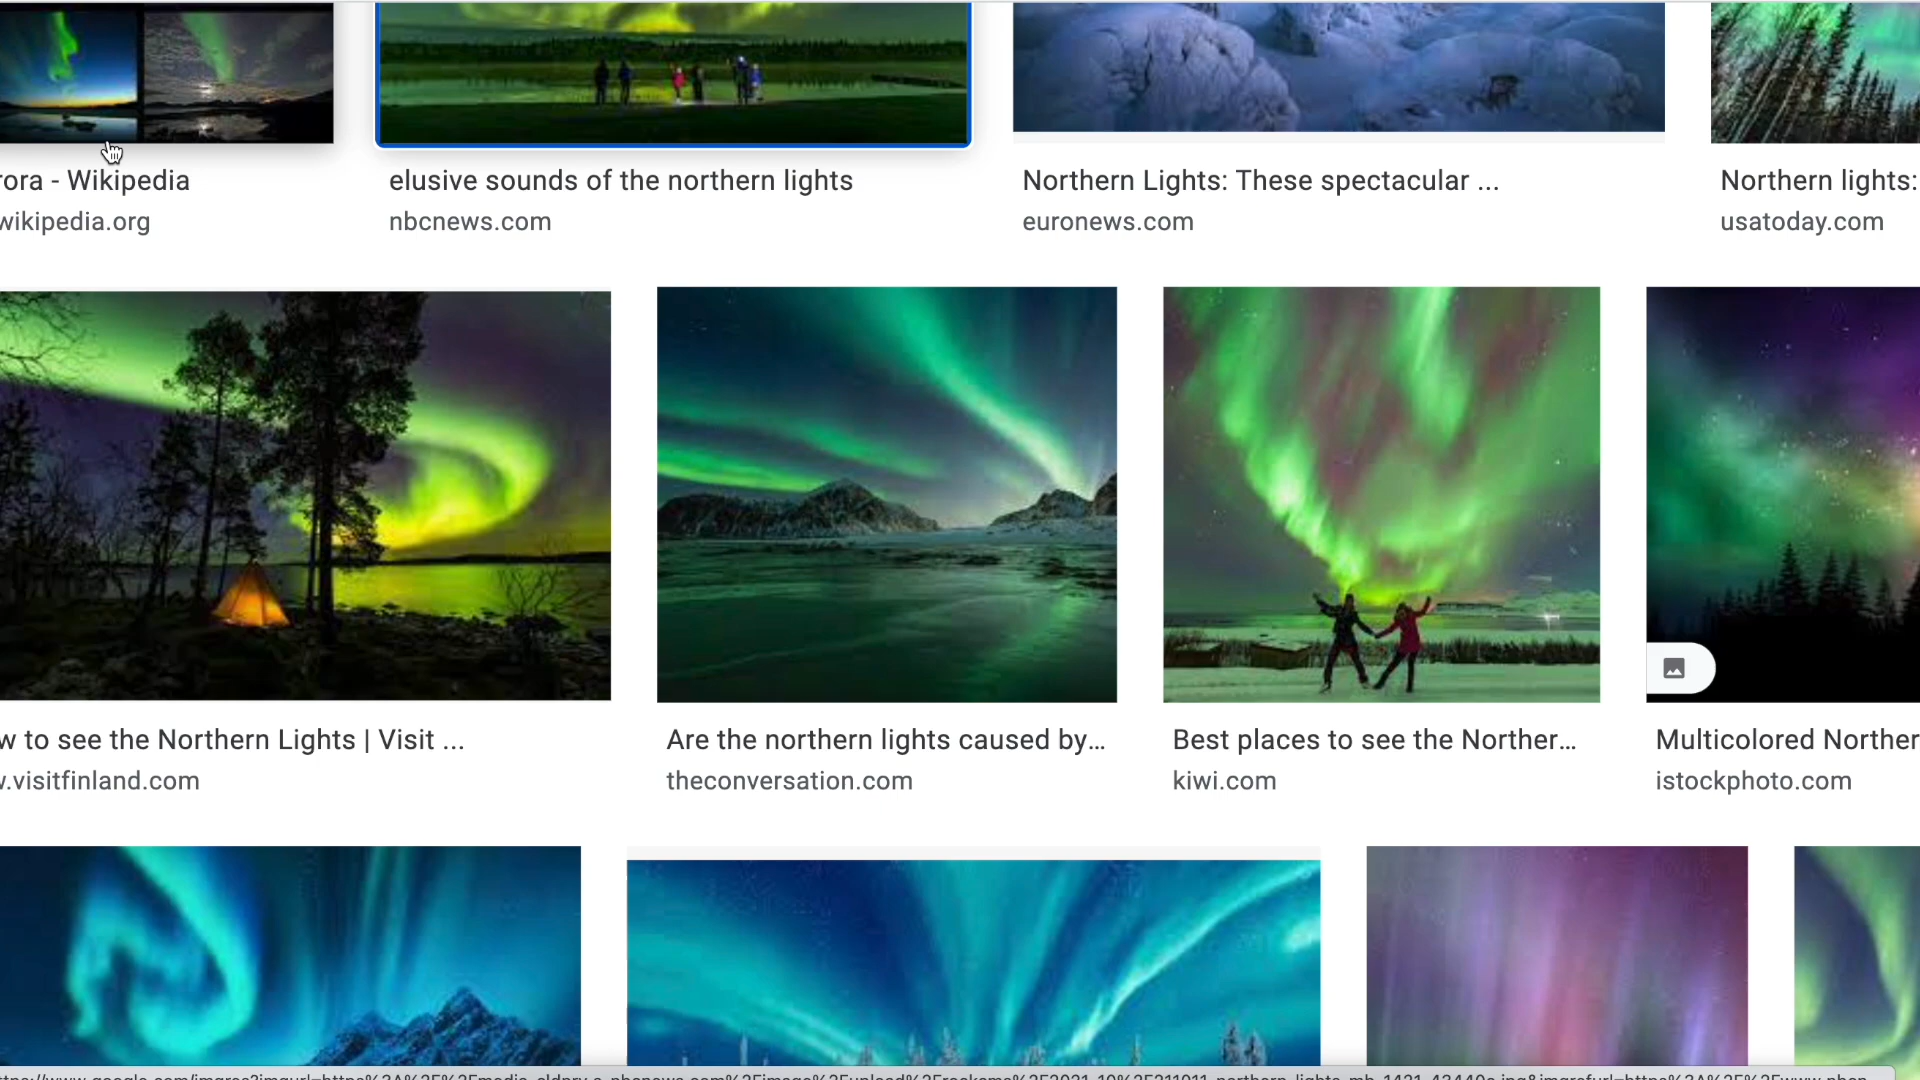 rora - Wikipedia
wikipedia.org
elusive sounds of the northern lights
nbcnews.com
Northern Lights: These spectacular ...
euronews.com
Northern lights:
usatoday.com
w to see the Northern Lights | Visit ...
v.visitfinland.com
Are the northern lights caused by...
theconversation.com
Best places to see the Norther...
kiwi.com
Multicolored Norther
istockphoto.com